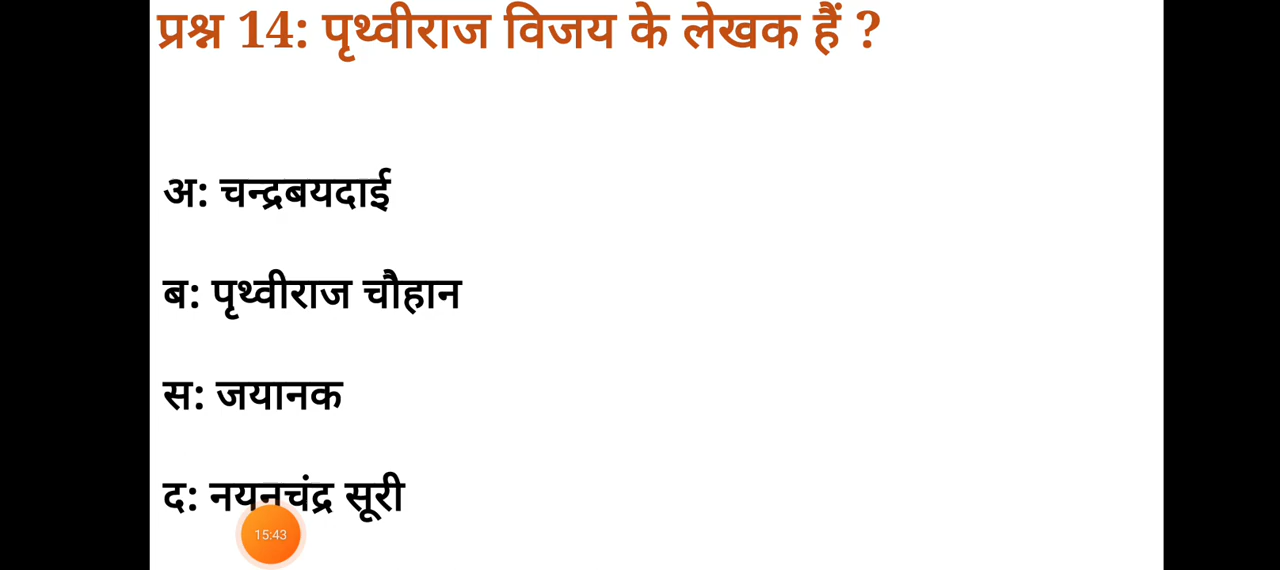 प्रश्न 14: पृथ्वीराज विजय के लेखक हैं ?
अ: चन्द्रबयदाई
ब: पृथ्वीराज चौहान
स: जयानक
द: नयनचंद्र सूरी
15:43